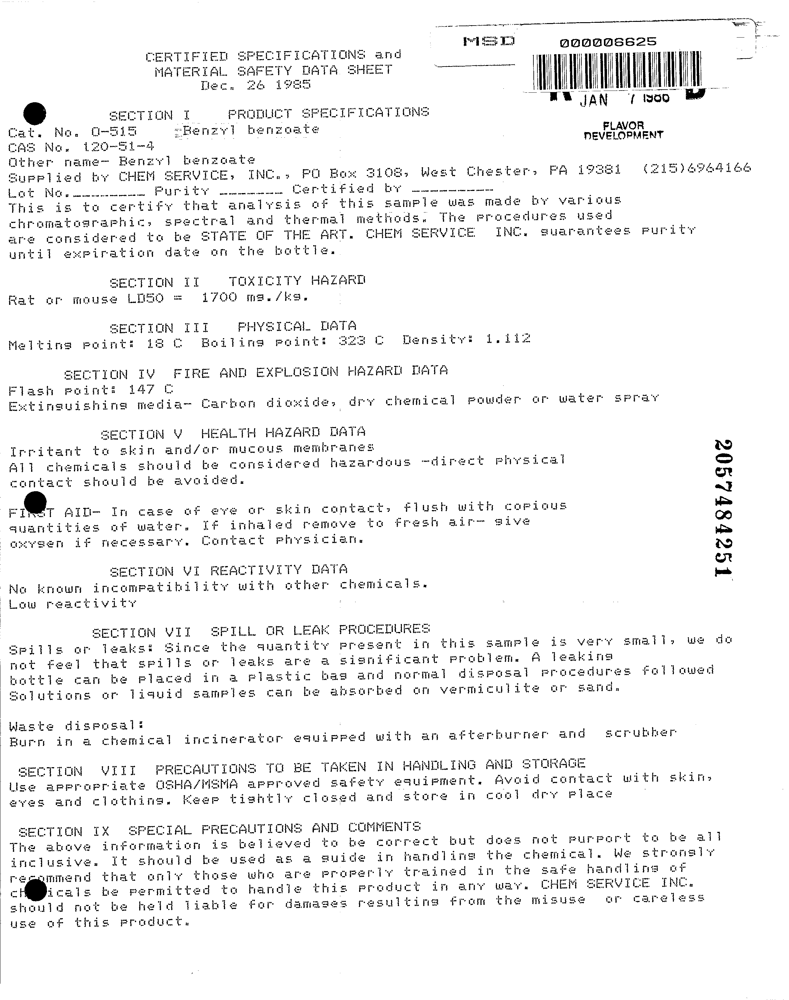 MSD 000006625
CERTIFIED SPECIFICATIONS and
MATERIAL SAFETY DATA SHEET
Dec. 26 1985
JAN 7 1986
FLAVOR
DEVELOPMENT
SECTION I PRODUCT SPECIFICATIONS
Cat. No. O-515 Benzyl benzoate
CAS No. 120-51-4
Other name- Benzyl benzoate
Supplied by CHEM SERVICE, INC., PO Box 3108, West Chester, PA 19381 (215)6964166
Lot No._________ Purity _______ Certified by _________
This is to certify that analysis of this sample was made by various
chromatographic, spectral and thermal methods. The procedures used
are considered to be STATE OF THE ART. CHEM SERVICE INC. guarantees purity
until expiration date on the bottle.
SECTION II TOXICITY HAZARD
Rat or mouse LD50 = 1700 mg./kg.
SECTION III PHYSICAL DATA
Melting point: 18 C Boiling point: 323 C Density: 1.112
SECTION IV FIRE AND EXPLOSION HAZARD DATA
Flash point: 147 C
Extinguishing media- Carbon dioxide, dry chemical powder or water spray
SECTION V HEALTH HAZARD DATA
Irritant to skin and/or mucous membranes
All chemicals should be considered hazardous -direct physical
contact should be avoided.
FIRST AID- In case of eye or skin contact, flush with copious
quantities of water. If inhaled remove to fresh air- give
oxygen if necessary. Contact physician.
SECTION VI REACTIVITY DATA
No known incompatibility with other chemicals.
Low reactivity
SECTION VII SPILL OR LEAK PROCEDURES
Spills or leaks: Since the quantity present in this sample is very small, we do
not feel that spills or leaks are a significant problem. A leaking
bottle can be placed in a plastic bag and normal disposal procedures followed
Solutions or liquid samples can be absorbed on vermiculite or sand.
Waste disposal:
Burn in a chemical incinerator equipped with an afterburner and scrubber
SECTION VIII PRECAUTIONS TO BE TAKEN IN HANDLING AND STORAGE
Use appropriate OSHA/MSMA approved safety equipment. Avoid contact with skin,
eyes and clothing. Keep tightly closed and store in cool dry place
SECTION IX SPECIAL PRECAUTIONS AND COMMENTS
The above information is believed to be correct but does not purport to be all
inclusive. It should be used as a guide in handling the chemical. We strongly
recommend that only those who are properly trained in the safe handling of
chemicals be permitted to handle this product in any way. CHEM SERVICE INC.
should not be held liable for damages resulting from the misuse or careless
use of this product.
2057484251